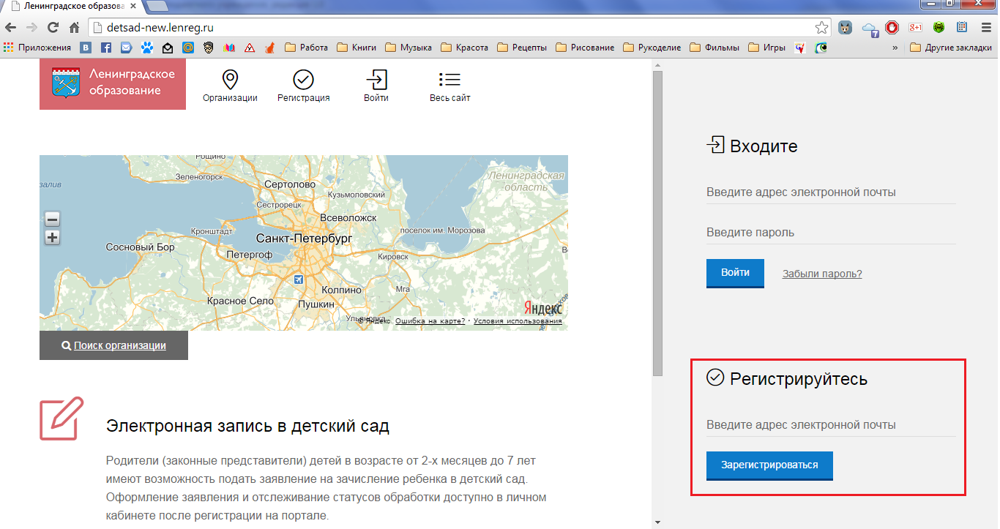 Ленинградское образова
detsad-new.lenreg.ru
7
g+1
Приложения
Работа
Книги
Музыка
Красота
Рецепты
Рисование
Рукоделие
Фильмы
Игры
»
Другие закладки
Ленинградское
образование
Организации
Регистрация
Войти
Весь сайт
Рощино
Зеленогорск
залив
Сертолово
Ленинградская
область
Кузьмоловский
Сестрорецк
Всеволожск
Кронштадт
поселок им. Морозова
Санкт-Петербург
Сосновый Бор
Петергоф
Кировск
Колпино
Мга
Красное Село
Пушкин
Яндекс
Ульяновка
© Яндекс Ошибка на карте? · Условия использования
Поиск организации
Электронная запись в детский сад
Родители (законные представители) детей в возрасте от 2-х месяцев до 7 лет
имеют возможность подать заявление на зачисление ребенка в детский сад.
Оформление заявления и отслеживание статусов обработки доступно в личном
кабинете после регистрации на портале.
Входите
Введите адрес электронной почты
Введите пароль
Войти
Забыли пароль?
Регистрируйтесь
Введите адрес электронной почты
Зарегистрироваться